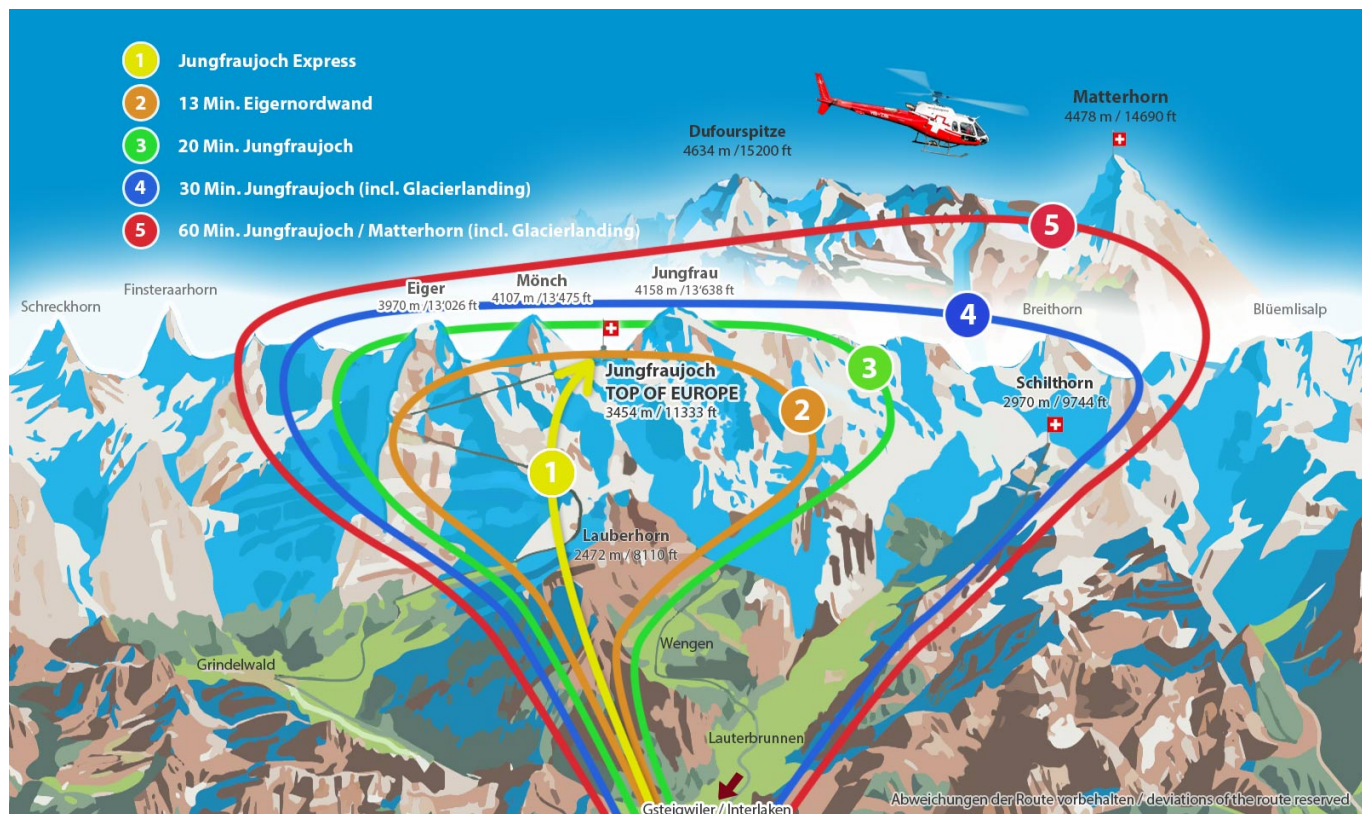 1 Jungfraujoch Express
2 13 Min. Eigernordwand
3 20 Min. Jungfraujoch
4 30 Min. Jungfraujoch (incl. Glacierlanding)
5 60 Min. Jungfraujoch / Matterhorn (incl. Glacierlanding)
Matterhorn
4478 m / 14690 ft
Dufourspitze
4634 m /15200 ft
5
Schreckhorn
Finsteraarhorn
Eiger
3970 m /13,026 ft
Mönch
4107 m /13'475 ft
Jungfrau
4158 m /13'638 ft
4
Breithorn
Blüemlisalp
3
Jungfraujoch
TOP OF EUROPE
3454 m / 11333 ft
2
Schilthorn
2970 m / 9744 ft
1
Lauberhorn
2472 m / 8110 ft
Grindelwald
Wengen
Lauterbrunnen
Gsteigwiler / Interlaken
Abweichungen der Route vorbehalten / deviations of the route reserved